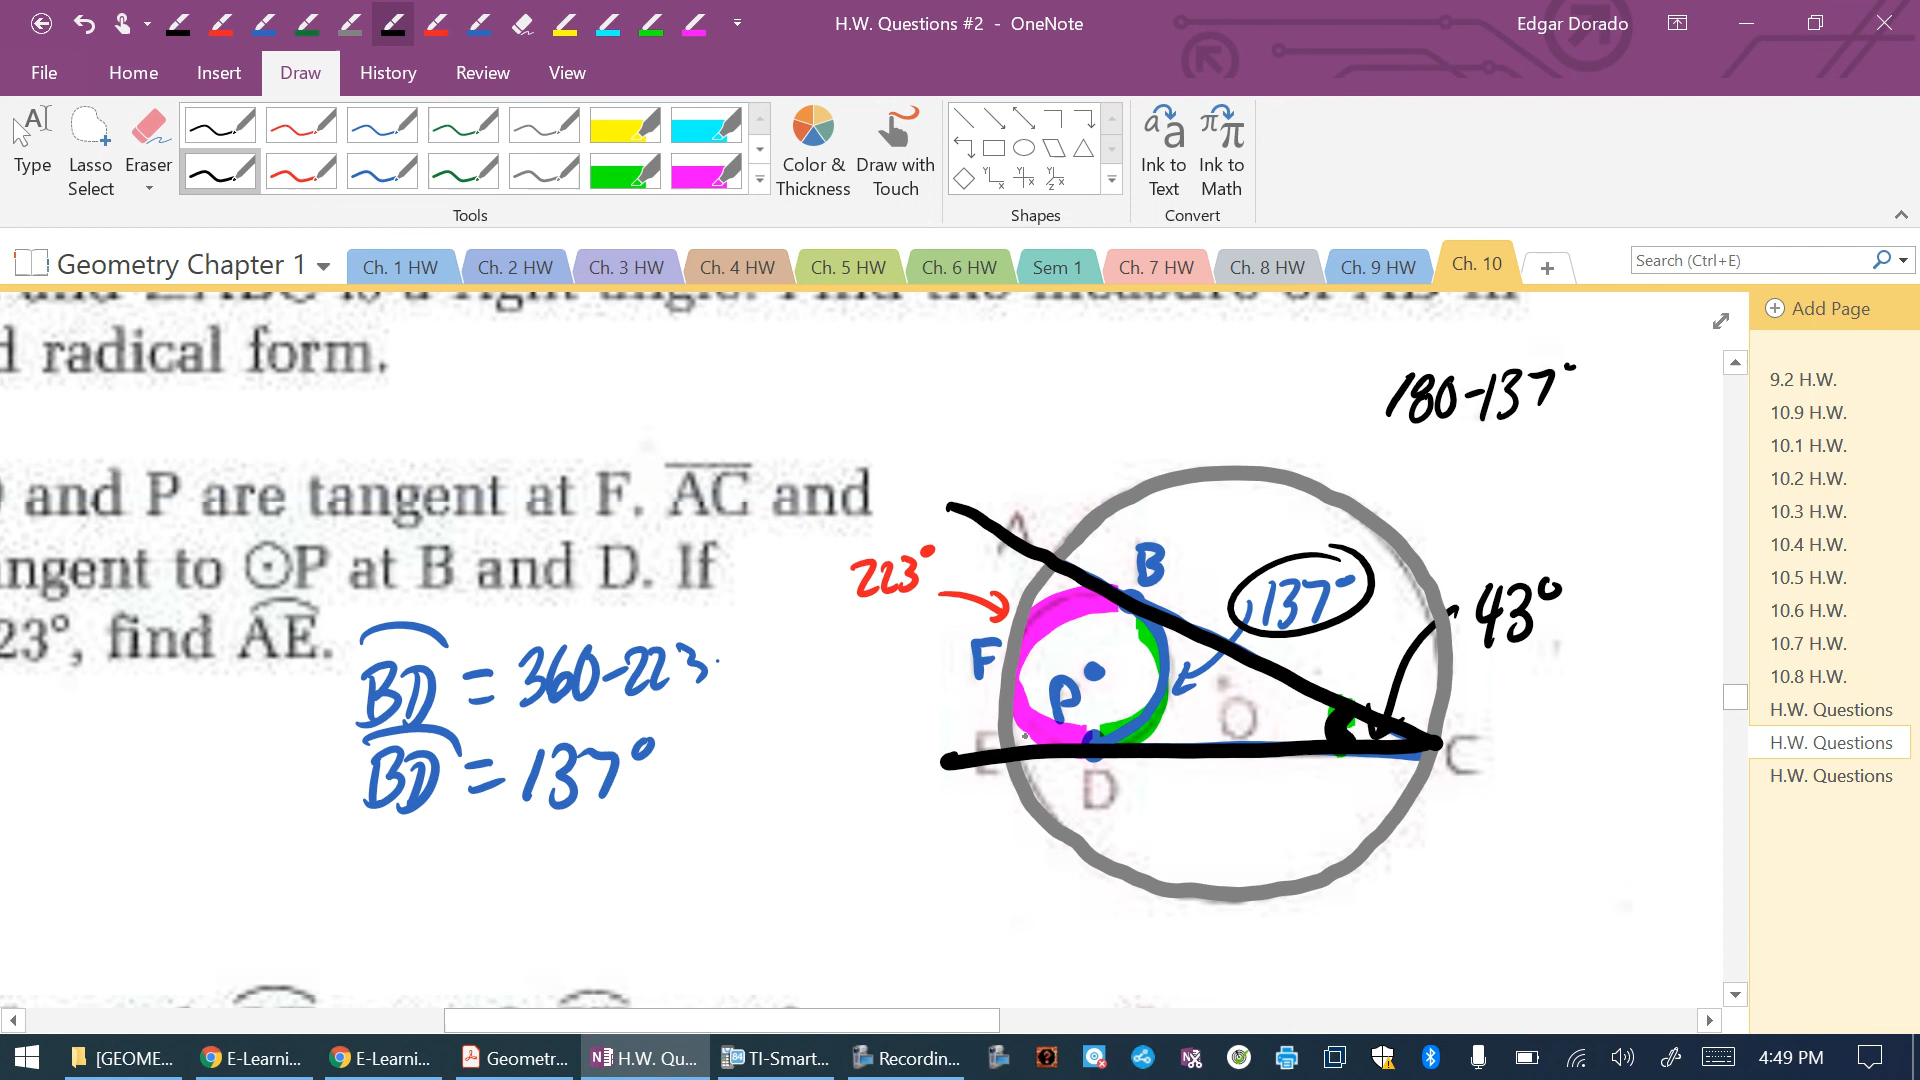 H.W. Questions #2 - OneNote
Edgar Dorado
File Home Insert Draw History Review View
Type
Lasso Select
Eraser
Color & Thickness
Draw with Touch
Ink to Text
Ink to Math
Tools
Shapes
Convert
Geometry Chapter 1
Ch. 1 HW
Ch. 2 HW
Ch. 3 HW
Ch. 4 HW
Ch. 5 HW
Ch. 6 HW
Sem 1
Ch. 7 HW
Ch. 8 HW
Ch. 9 HW
Ch. 10
Search (Ctrl+E)
Add Page
9.2 H.W.
10.9 H.W.
10.1 H.W.
10.2 H.W.
10.3 H.W.
10.4 H.W.
10.5 H.W.
10.6 H.W.
10.7 H.W.
10.8 H.W.
H.W. Questions
H.W. Questions
H.W. Questions
radical form.
and P are tangent at F. AC and
ngent to ⊙P at B and D. If
23°, find AE.
BD = 360-223
BD = 137°
180-137°
223°
137°
43°
A
B
F
P
O
E
D
C
[GEOME...
E-Learni...
E-Learni...
Geometr...
H.W. Qu...
TI-Smart...
Recordin...
4:49 PM